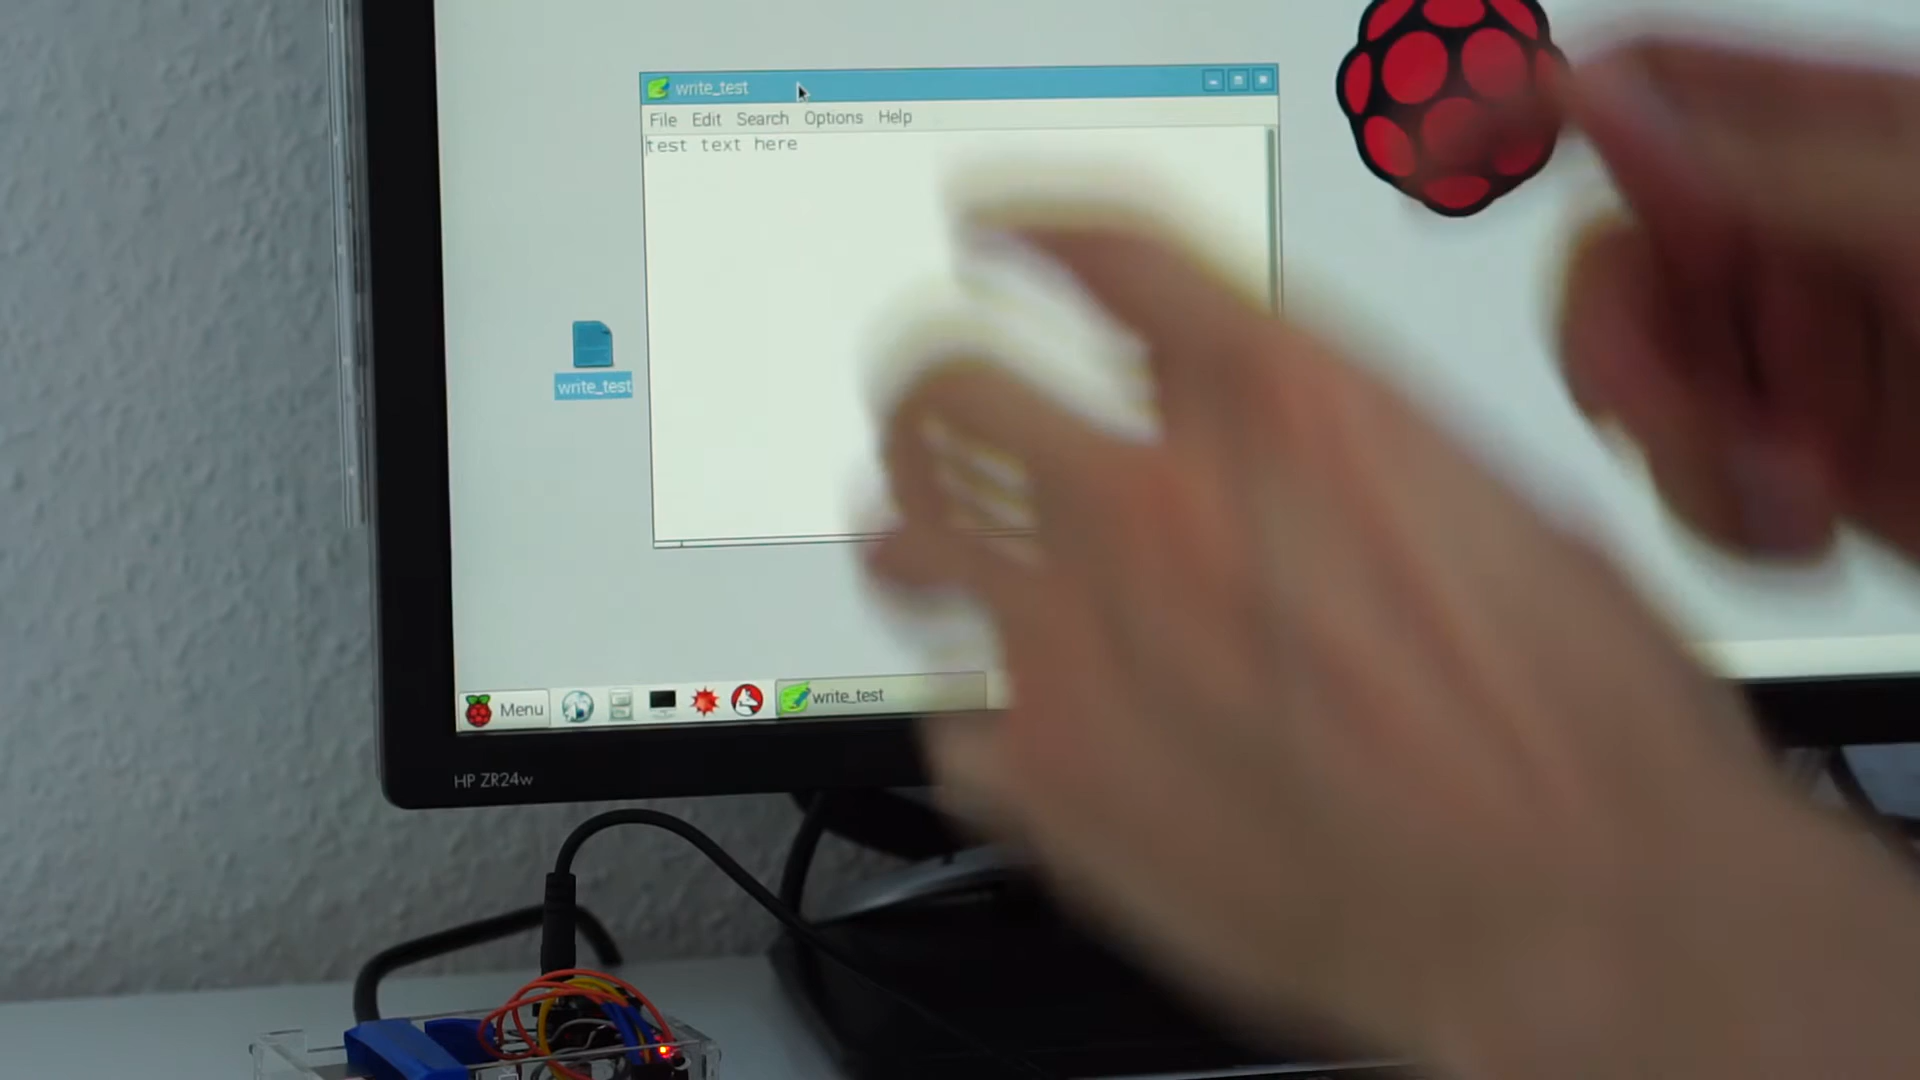 write_test
File Edit Search Options Help
test text here
write_test
Menu
write_test
HP ZR24w